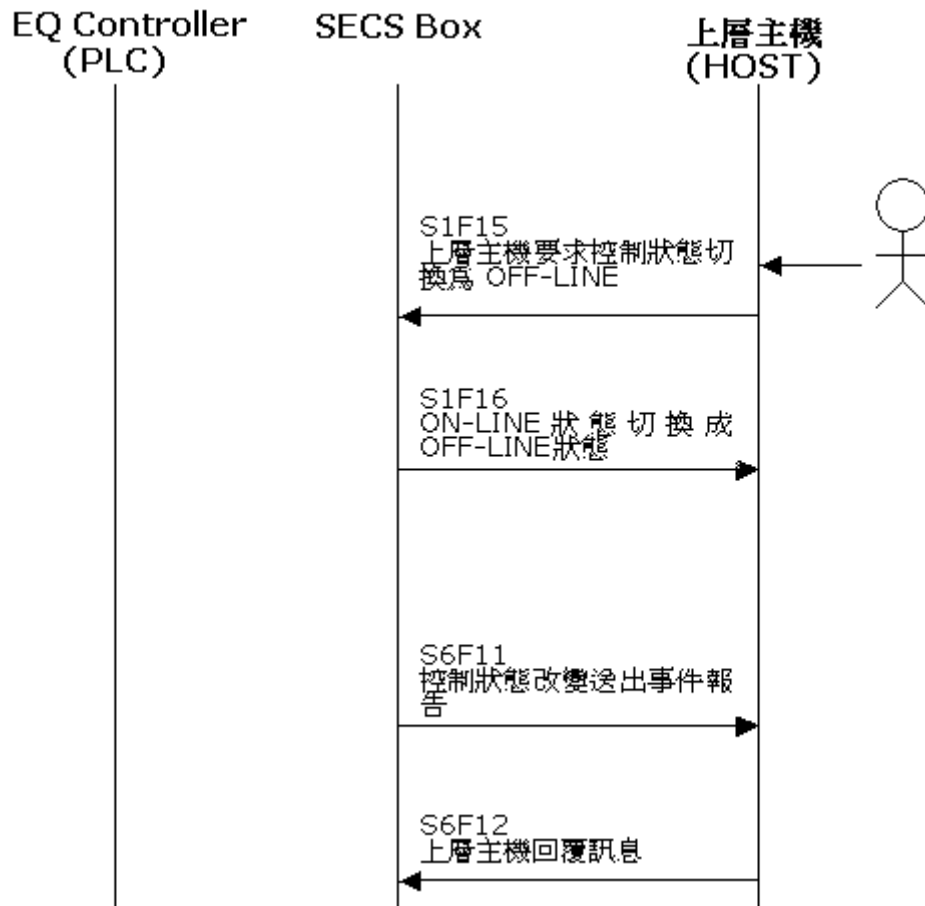 EQ Controller
(PLC)
SECS Box
上層主機
(HOST)
S1F15
上層主機要求控制狀態切
換為 OFF-LINE
S1F16
ON-LINE 狀 態 切 換 成
OFF-LINE狀態
S6F11
控制狀態改變送出事件報
告
S6F12
上層主機回覆訊息